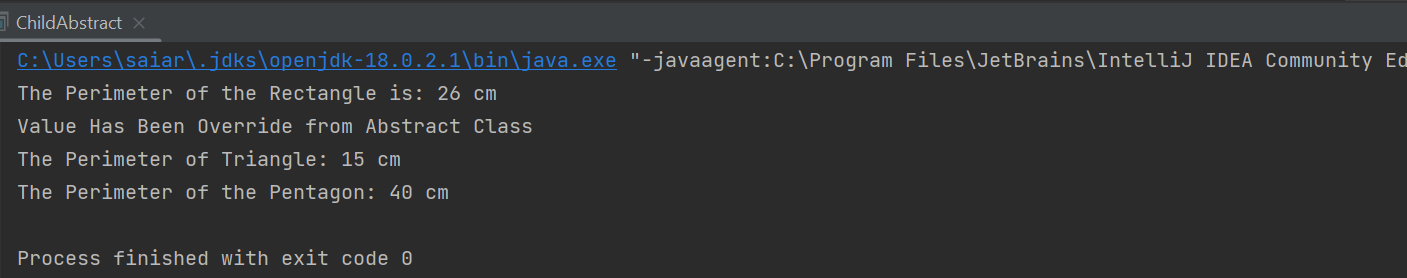 ChildAbstract
C:\Users\saiar\.jdks\openjdk-18.0.2.1\bin\java.exe "-javaagent:C:\Program Files\JetBrains\IntelliJ IDEA Community Ed
The Perimeter of the Rectangle is: 26 cm
Value Has Been Override from Abstract Class
The Perimeter of Triangle: 15 cm
The Perimeter of the Pentagon: 40 cm
Process finished with exit code 0